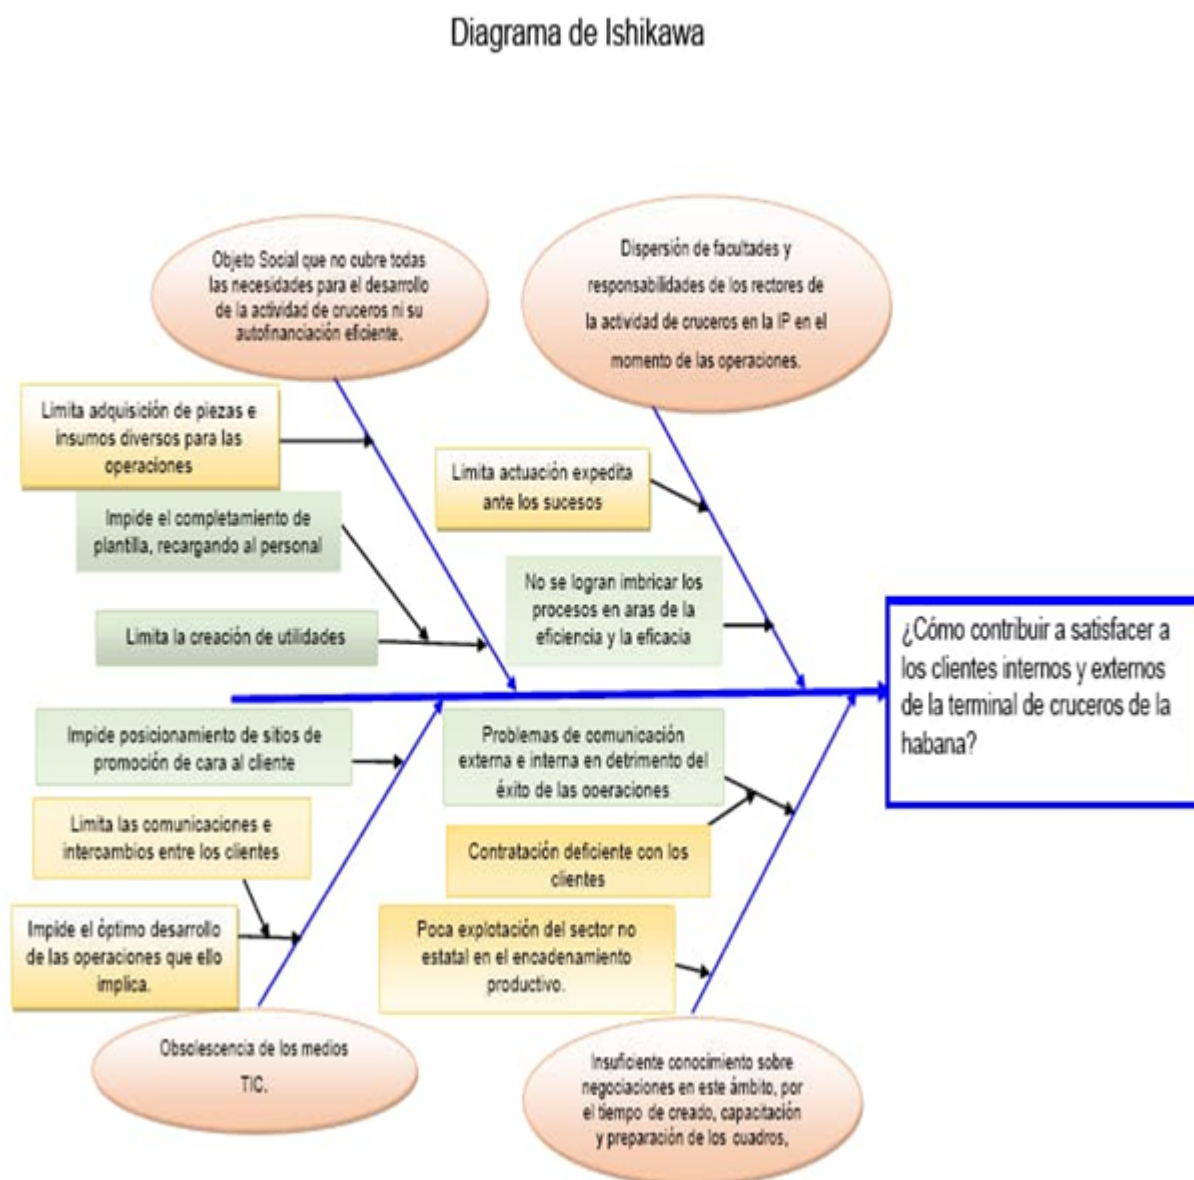 Diagrama de Ishikawa
Objeto Social que no cubre todas
las necesidades para el desarrollo
de la actividad de cruceros ni su
autofinanciación eficiente.
Dispersión de facultades y
responsabilidades de los rectores de
la actividad de cruceros en la IP en el
momento de las operaciones.
Limita adquisición de piezas e
insumos diversos para las
operaciones
Impide el completamiento de
plantilla, recargando al personal
Limita la creación de utilidades
Limita actuación expedita
ante los sucesos
No se logran imbricar los
procesos en aras de la
eficiencia y la eficacia
¿Cómo contribuir a satisfacer a
los clientes internos y externos
de la terminal de cruceros de la
habana?
Impide posicionamiento de sitios de
promoción de cara al cliente
Limita las comunicaciones e
intercambios entre los clientes
Impide el óptimo desarrollo
de las operaciones que ello
implica.
Problemas de comunicación
externa e interna en detrimento del
éxito de las operaciones
Contratación deficiente con los
clientes
Poca explotación del sector no
estatal en el encadenamiento
productivo.
Obsolescencia de los medios
TIC.
Insuficiente conocimiento sobre
negociaciones en este ámbito, por
el tiempo de creado, capacitación
y preparación de los cuadros,